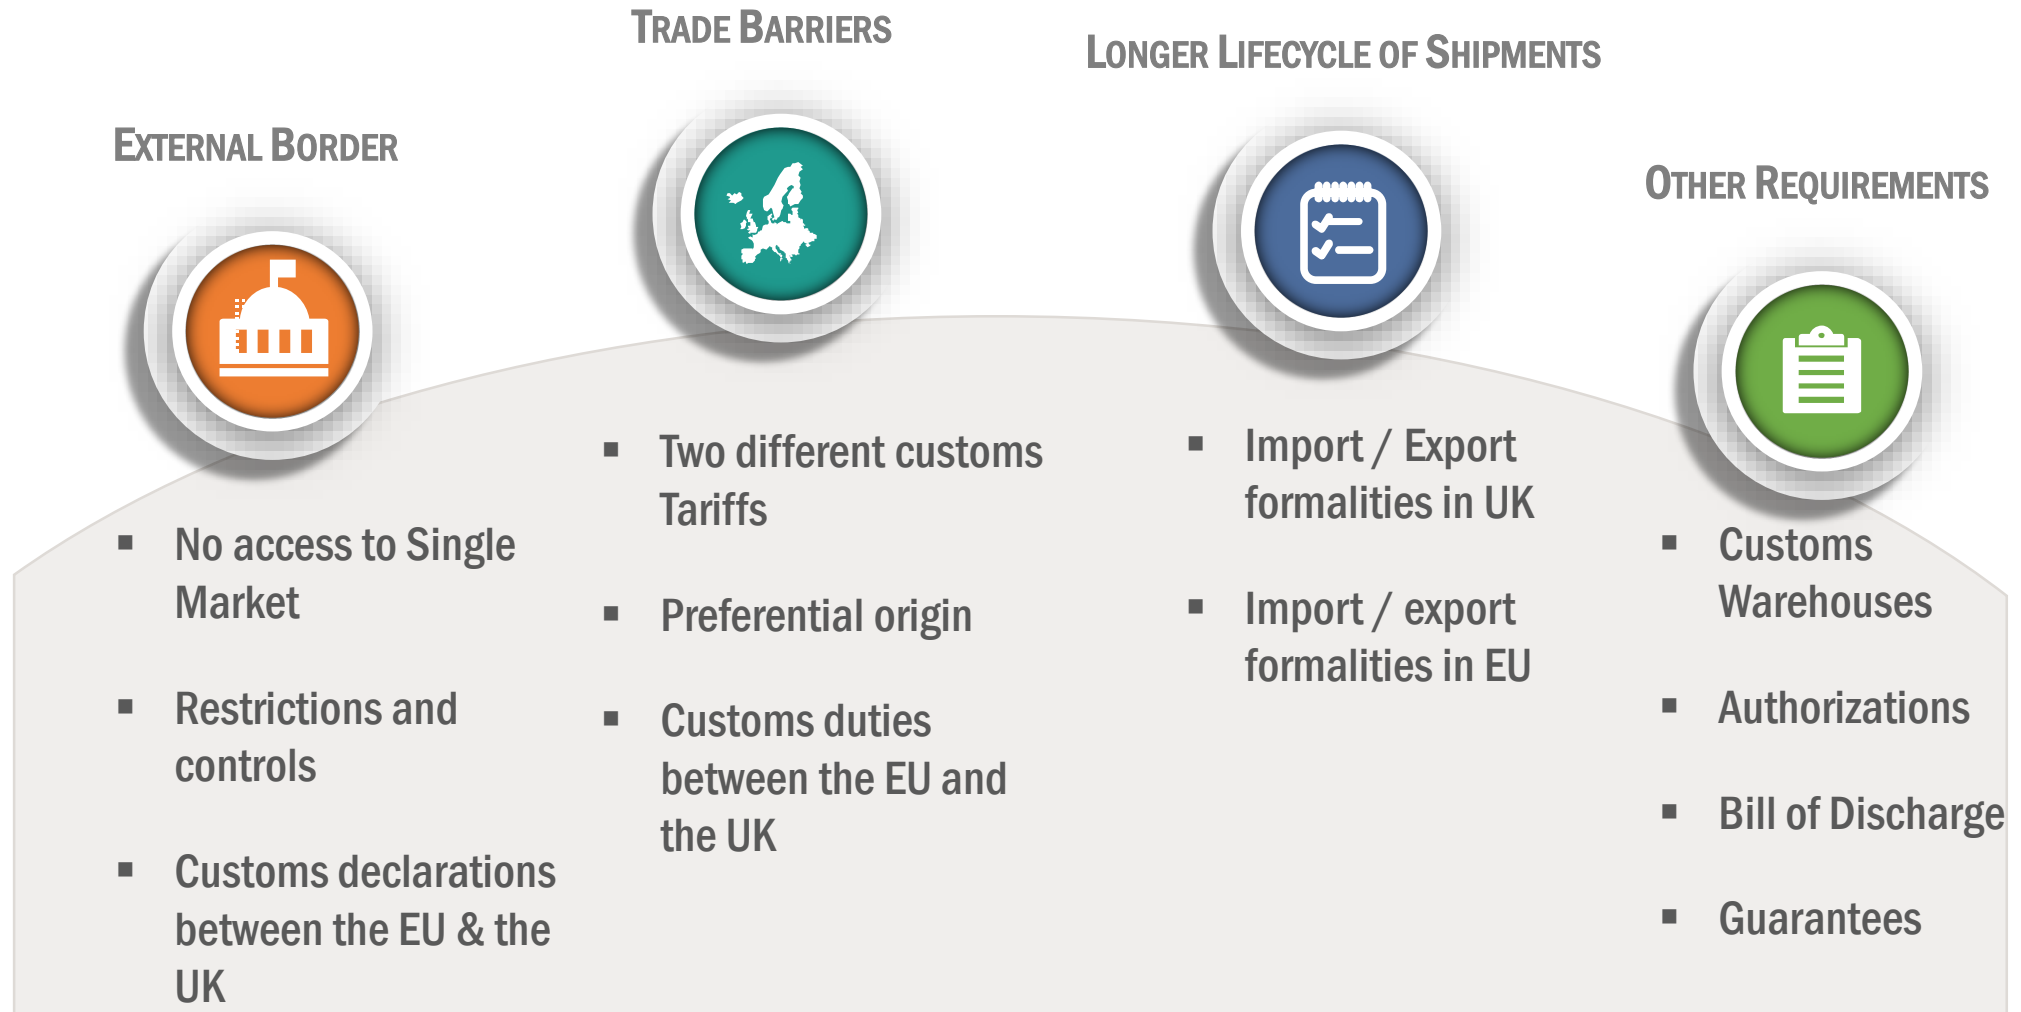 EXTERNAL BORDER
▪ No access to Single
Market
▪ Restrictions and
controls
▪ Customs declarations
between the EU & the
UK
TRADE BARRIERS
▪ Two different customs
Tariffs
▪ Preferential origin
▪ Customs duties
between the EU and
the UK
LONGER LIFECYCLE OF SHIPMENTS
▪ Import / Export
formalities in UK
▪ Import / export
formalities in EU
OTHER REQUIREMENTS
▪ Customs
Warehouses
▪ Authorizations
▪ Bill of Discharge
▪ Guarantees